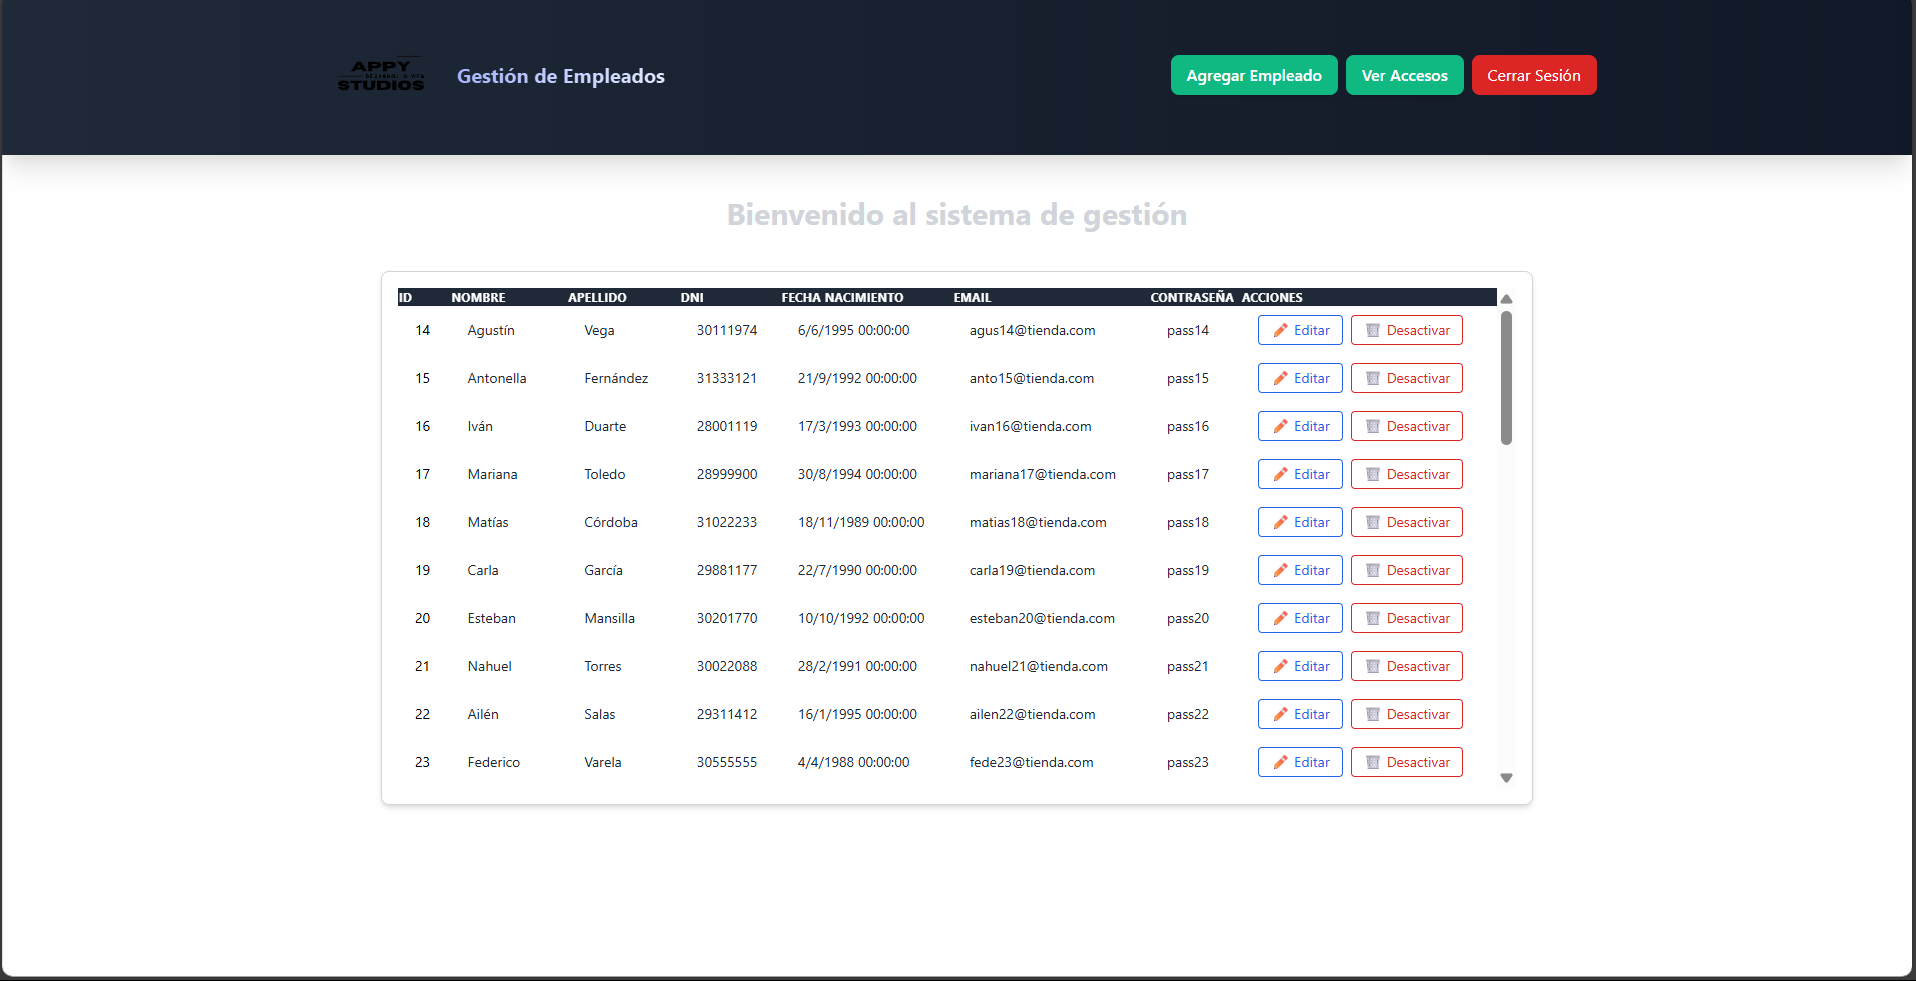 APPY
DESARROLLO WEB
STUDIOS
Gestión de Empleados
Agregar Empleado
Ver Accesos
Cerrar Sesión
Bienvenido al sistema de gestión
ID NOMBRE APELLIDO DNI FECHA NACIMIENTO EMAIL CONTRASEÑA ACCIONES
14 Agustín Vega 30111974 6/6/1995 00:00:00 agus14@tienda.com pass14 Editar Desactivar
15 Antonella Fernández 31333121 21/9/1992 00:00:00 anto15@tienda.com pass15 Editar Desactivar
16 Iván Duarte 28001119 17/3/1993 00:00:00 ivan16@tienda.com pass16 Editar Desactivar
17 Mariana Toledo 28999900 30/8/1994 00:00:00 mariana17@tienda.com pass17 Editar Desactivar
18 Matías Córdoba 31022233 18/11/1989 00:00:00 matias18@tienda.com pass18 Editar Desactivar
19 Carla García 29881177 22/7/1990 00:00:00 carla19@tienda.com pass19 Editar Desactivar
20 Esteban Mansilla 30201770 10/10/1992 00:00:00 esteban20@tienda.com pass20 Editar Desactivar
21 Nahuel Torres 30022088 28/2/1991 00:00:00 nahuel21@tienda.com pass21 Editar Desactivar
22 Ailén Salas 29311412 16/1/1995 00:00:00 ailen22@tienda.com pass22 Editar Desactivar
23 Federico Varela 30555555 4/4/1988 00:00:00 fede23@tienda.com pass23 Editar Desactivar